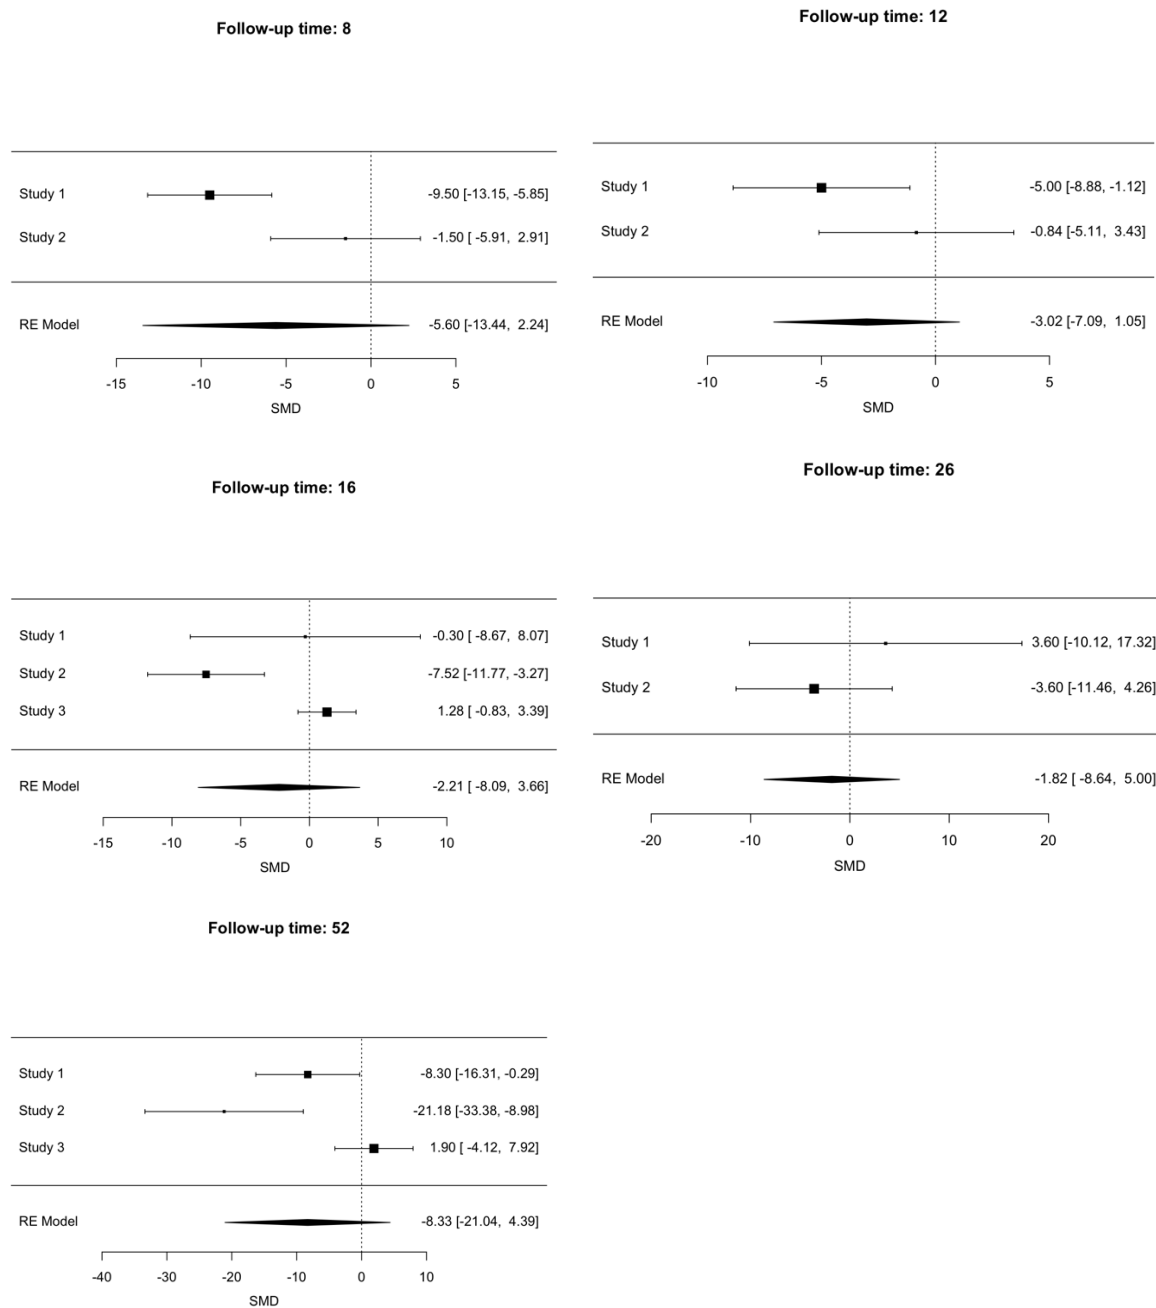 Follow-up time: 8
Study 1 -9.50 [-13.15, -5.85]
Study 2 -1.50 [ -5.91, 2.91]
RE Model -5.60 [-13.44, 2.24]
-15 -10 -5 0 5
SMD
Follow-up time: 12
Study 1 -5.00 [-8.88, -1.12]
Study 2 -0.84 [-5.11, 3.43]
RE Model -3.02 [-7.09, 1.05]
-10 -5 0 5
SMD
Follow-up time: 16
Study 1 -0.30 [ -8.67, 8.07]
Study 2 -7.52 [-11.77, -3.27]
Study 3 1.28 [ -0.83, 3.39]
RE Model -2.21 [ -8.09, 3.66]
-15 -10 -5 0 5 10
SMD
Follow-up time: 26
Study 1 3.60 [-10.12, 17.32]
Study 2 -3.60 [-11.46, 4.26]
RE Model -1.82 [ -8.64, 5.00]
-20 -10 0 10 20
SMD
Follow-up time: 52
Study 1 -8.30 [-16.31, -0.29]
Study 2 -21.18 [-33.38, -8.98]
Study 3 1.90 [ -4.12, 7.92]
RE Model -8.33 [-21.04, 4.39]
-40 -30 -20 -10 0 10
SMD